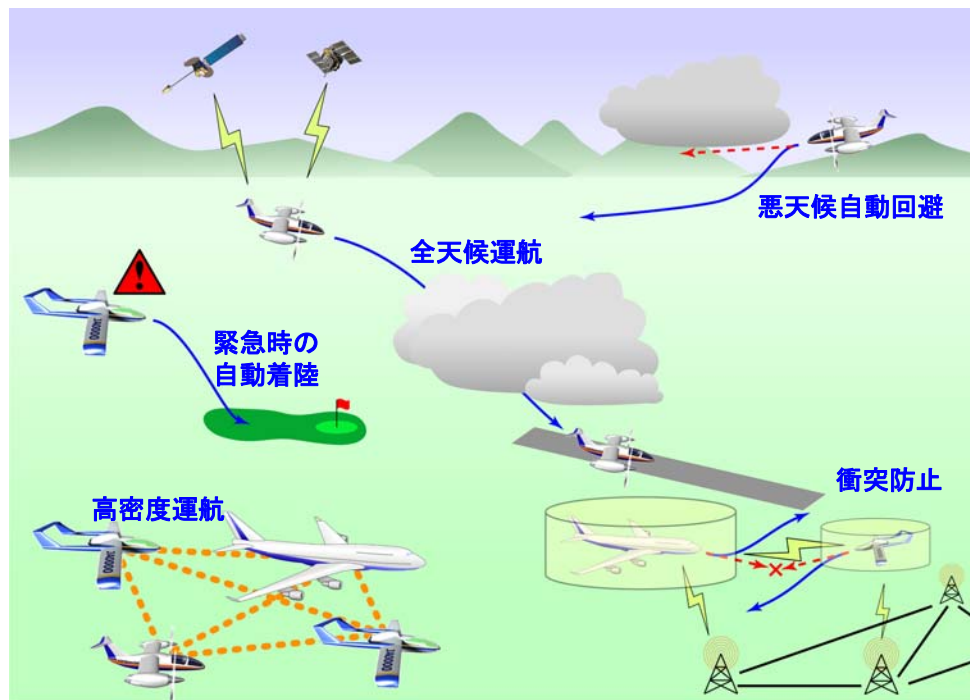 悪天候自動回避
全天候運航
緊急時の
自動着陸
高密度運航
衝突防止